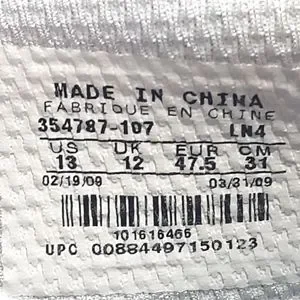 MADE IN CHINA
FABRIQUE EN CHINE
354787-107 LN4
US UK EUR CM
13 12 47.5 31
02/19/09 03/31/09
101616466
UPC 00884497150123